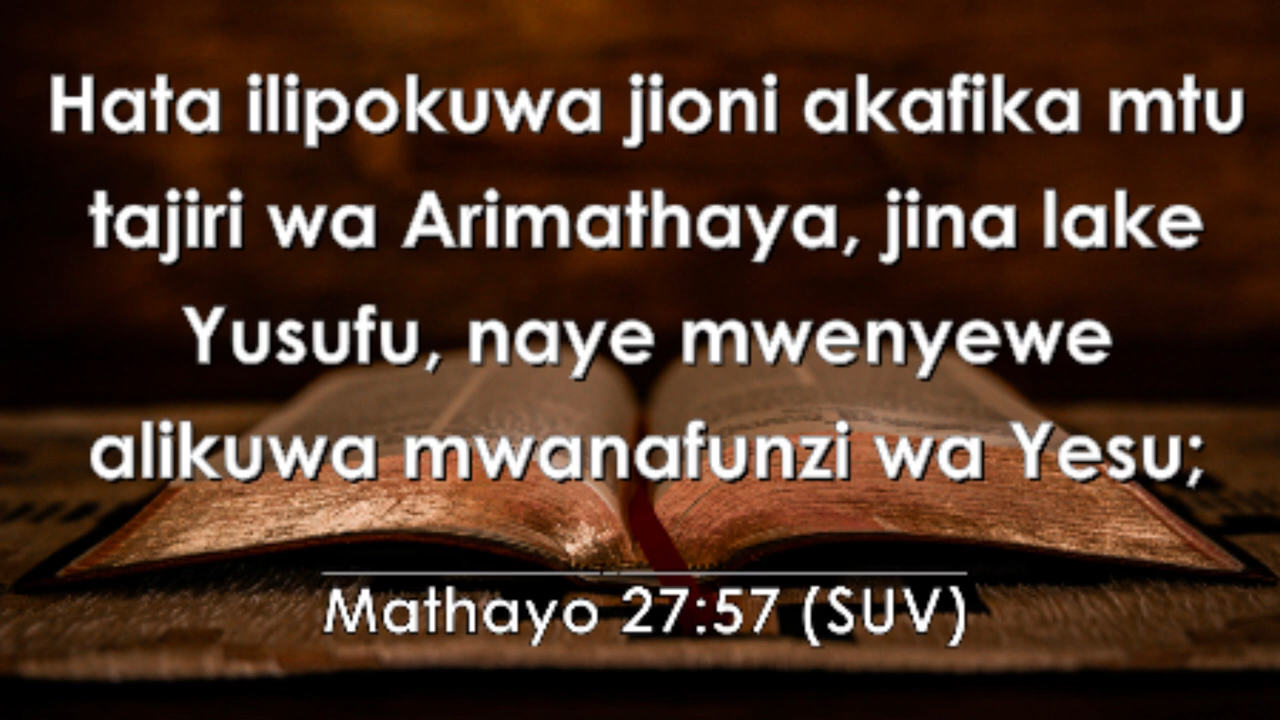 Hata ilipokuwa jioni akafika mtu
tajiri wa Arimathaya, jina lake
Yusufu, naye mwenyewe
alikuwa mwanafunzi wa Yesu;
Mathayo 27:57 (SUV)